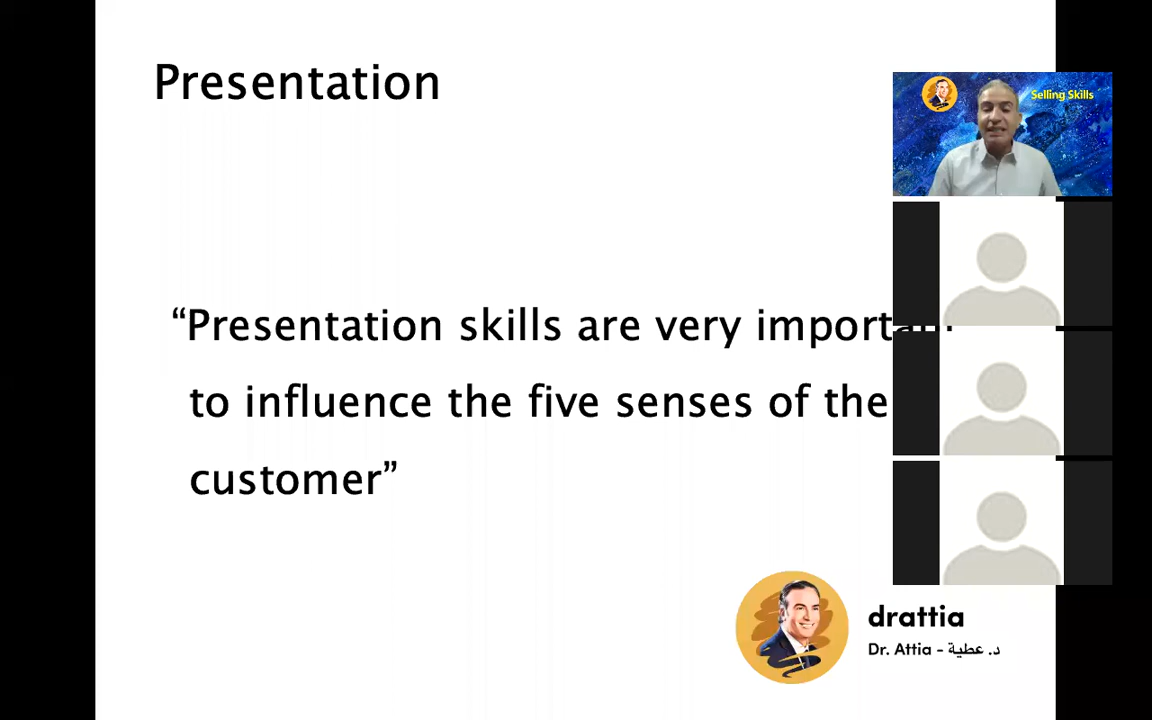 Presentation
Selling Skills
“Presentation skills are very important
to influence the five senses of the
customer”
drattia
Dr. Attia - د. عطية